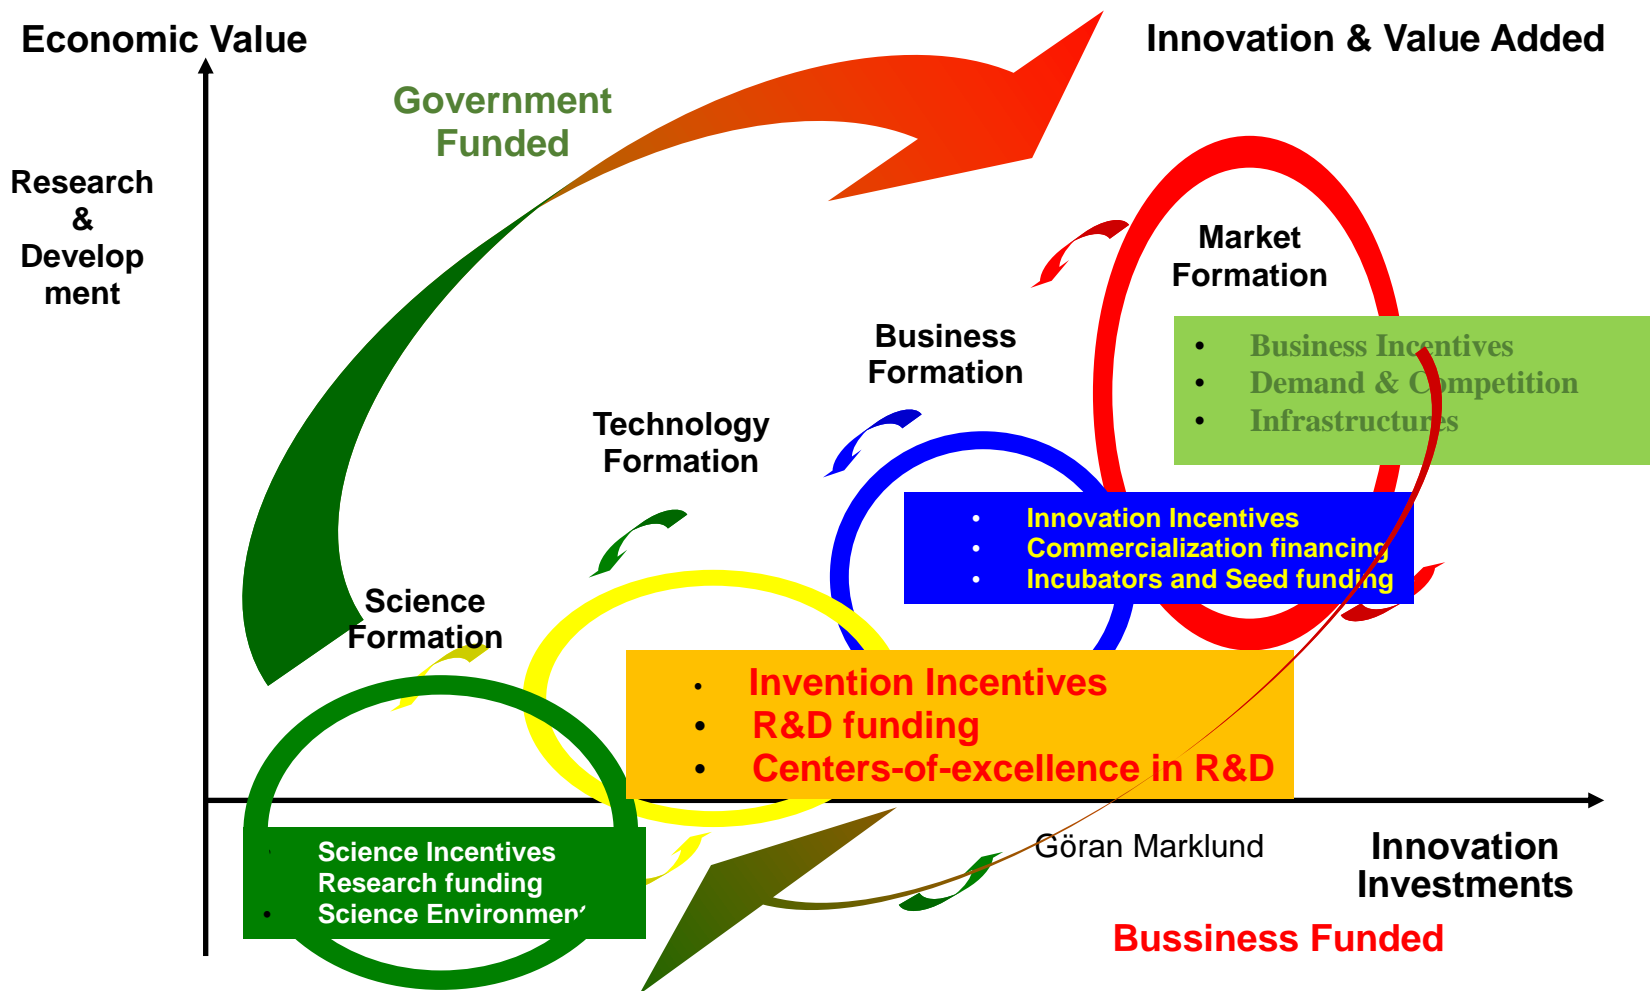 Economic Value
Innovation & Value Added
Government
Funded
Research
&
Develop
ment
Market
Formation
• Business Incentives
• Demand & Competition
• Infrastructures
Business
Formation
Technology
Formation
• Innovation Incentives
• Commercialization financing
• Incubators and Seed funding
Science
Formation
• Invention Incentives
• R&D funding
• Centers-of-excellence in R&D
Science Incentives
Research funding
• Science Environment
Göran Marklund
Innovation
Investments
Bussiness Funded